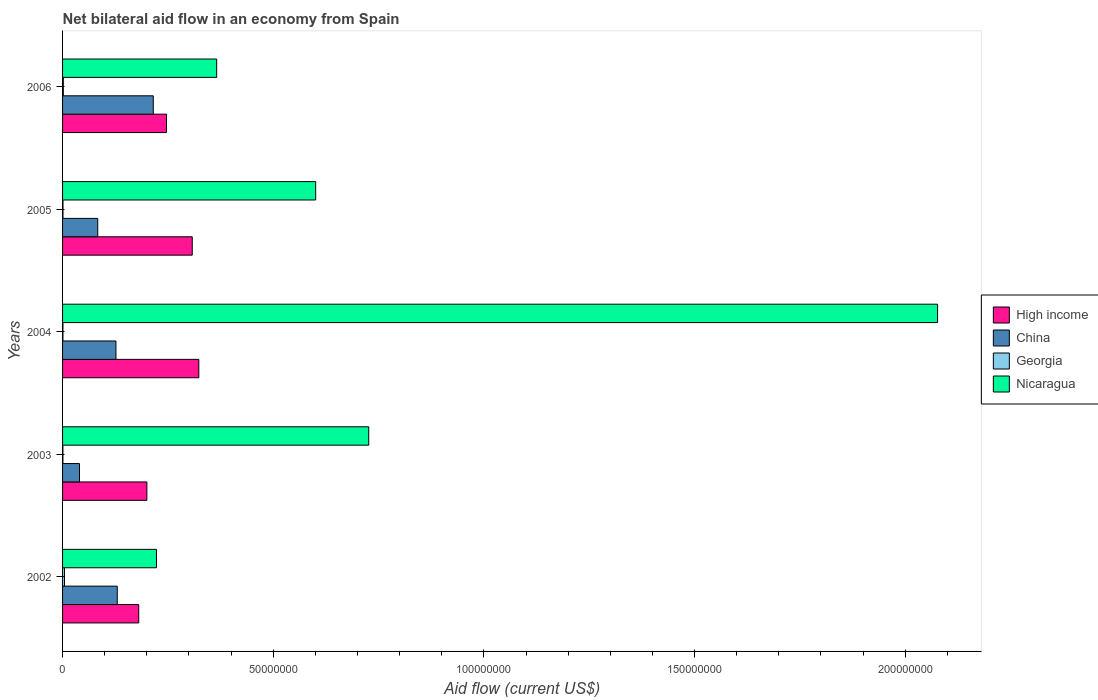 Net bilateral aid flow in an economy from Spain
2006
2005
2004
2003
2002
Years
0
50000000
100000000
150000000
200000000
Aid flow (current US$)
High income
China
Georgia
Nicaragua